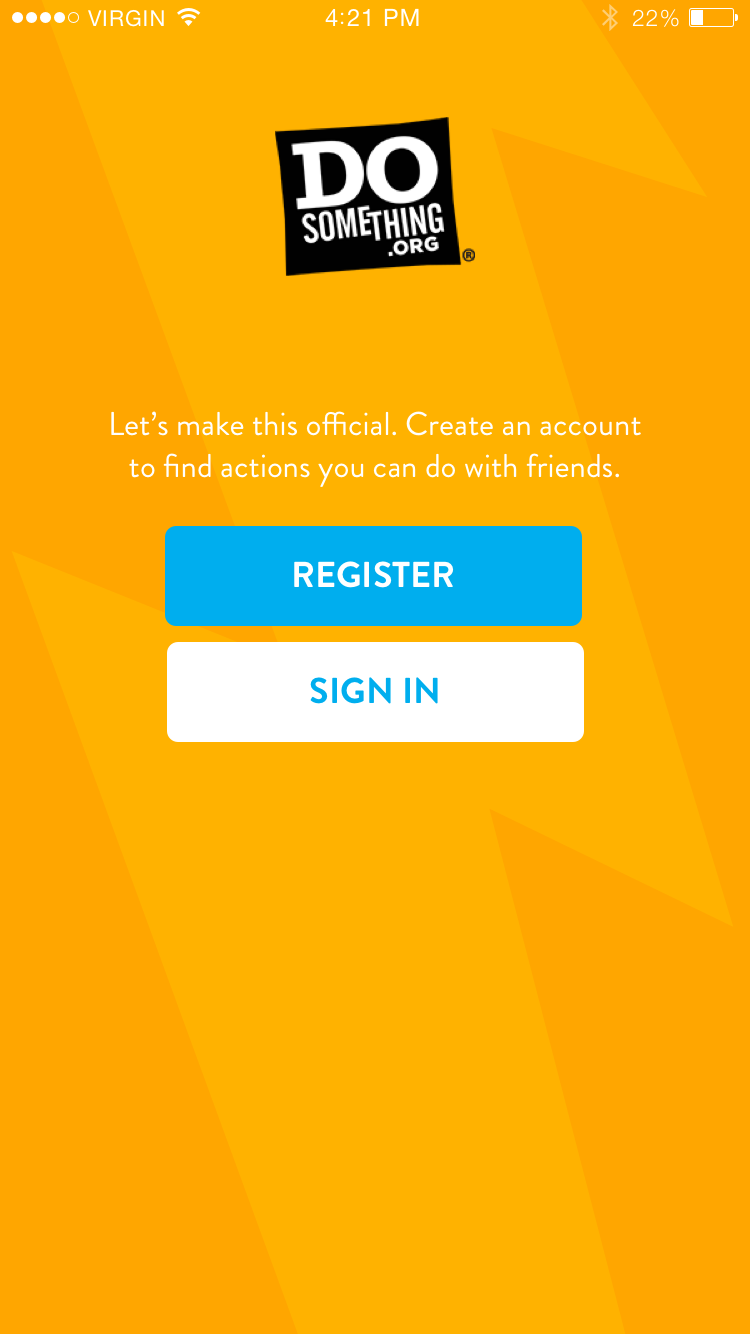 VIRGIN 4:21 PM 22%
DO
SOMETHING
.ORG ®
Let’s make this official. Create an account
to find actions you can do with friends.
REGISTER
SIGN IN